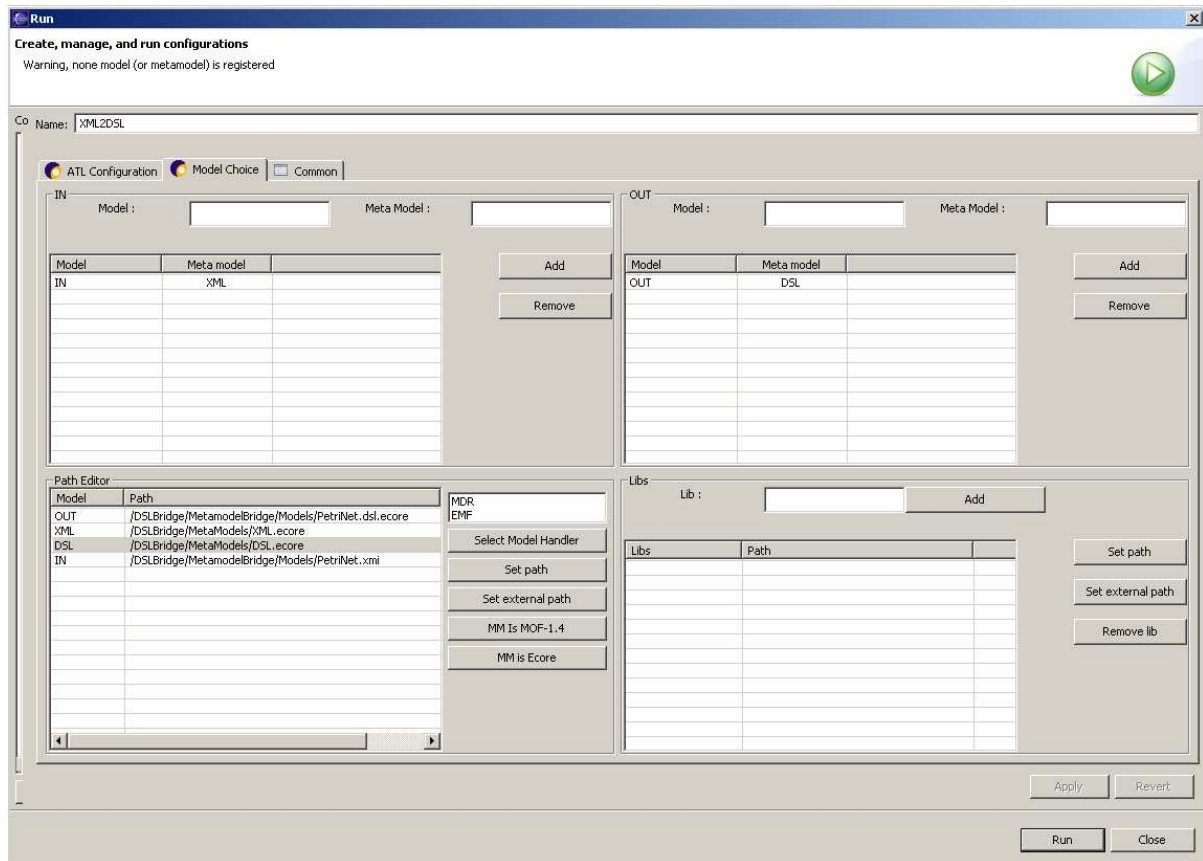 Run
Create, manage, and run configurations
Warning, none model (or metamodel) is registered
Co Name: XML2DSL
ATL Configuration Model Choice Common
IN
Model : Meta Model :
Model Meta model
IN XML
Add
Remove
OUT
Model : Meta Model :
Model Meta model
OUT DSL
Add
Remove
Path Editor
Model Path
OUT /DSLBridge/MetamodelBridge/Models/PetriNet.dsl.ecore
XML /DSLBridge/MetaModels/XML.ecore
DSL /DSLBridge/MetaModels/DSL.ecore
IN /DSLBridge/MetamodelBridge/Models/PetriNet.xmi
MDR
EMF
Select Model Handler
Set path
Set external path
MM Is MOF-1.4
MM is Ecore
Libs
Lib : Add
Libs Path
Set path
Set external path
Remove lib
Apply Revert
Run Close